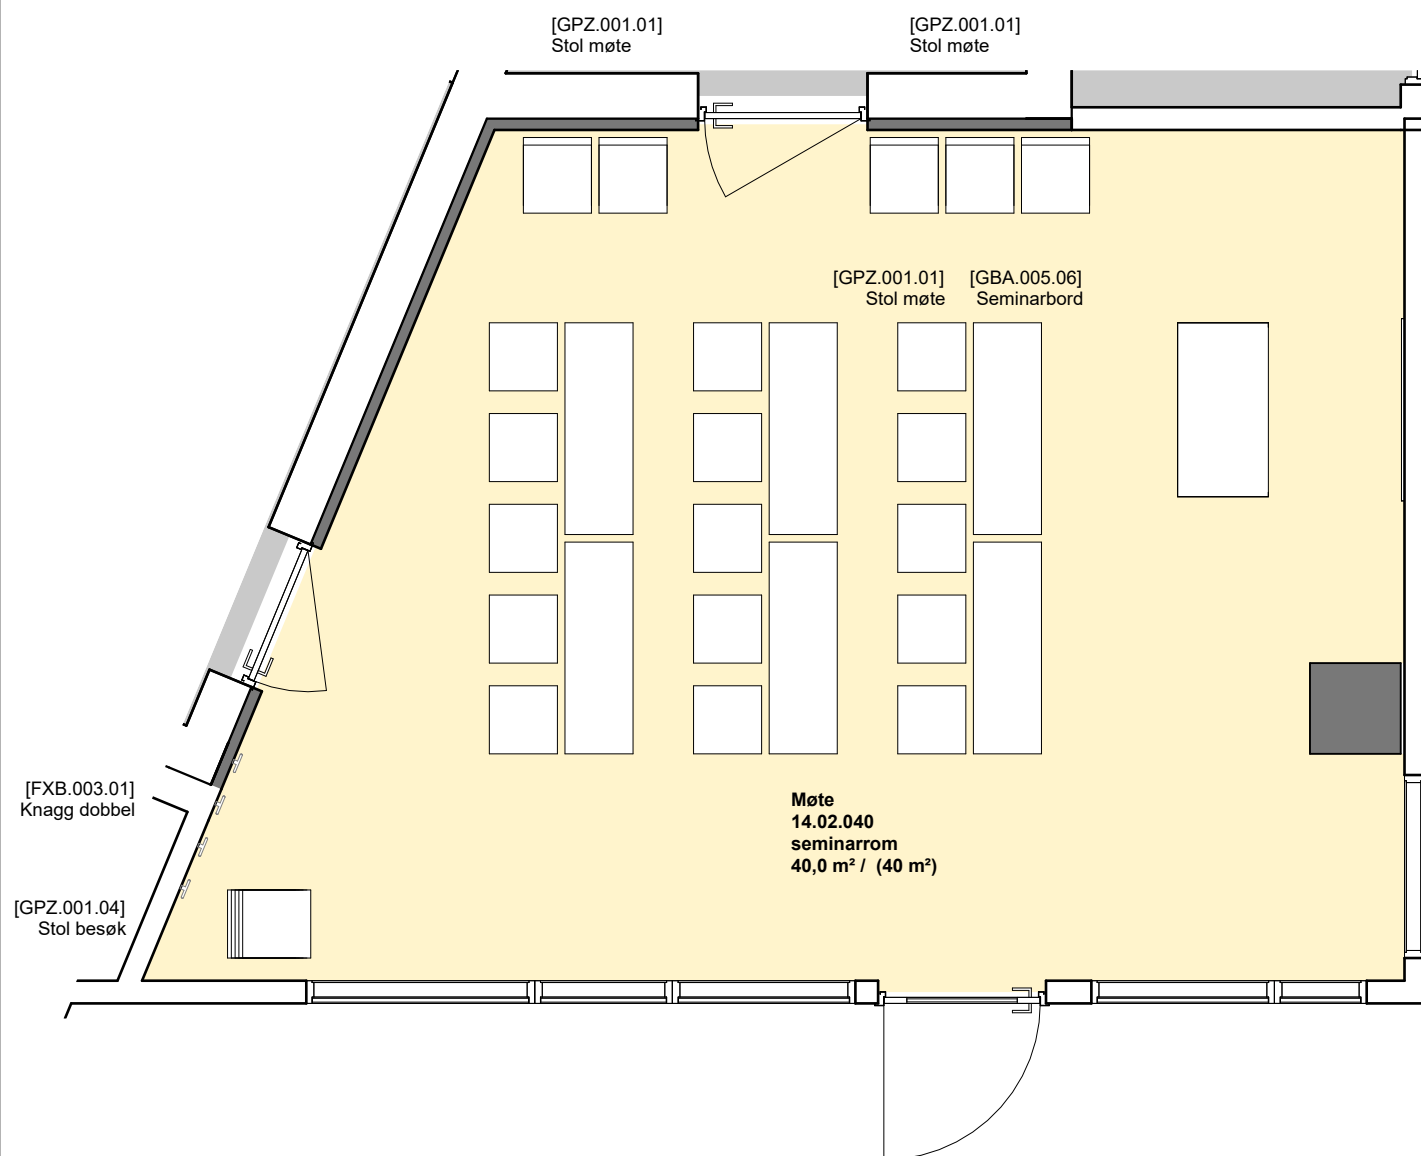 [GPZ.001.01]
Stol møte
[GPZ.001.01]
Stol møte
[GPZ.001.01]
Stol møte
[GBA.005.06]
Seminarbord
[FXB.003.01]
Knagg dobbel
Møte
14.02.040
seminarrom
40,0 m² / (40 m²)
[GPZ.001.04]
Stol besøk